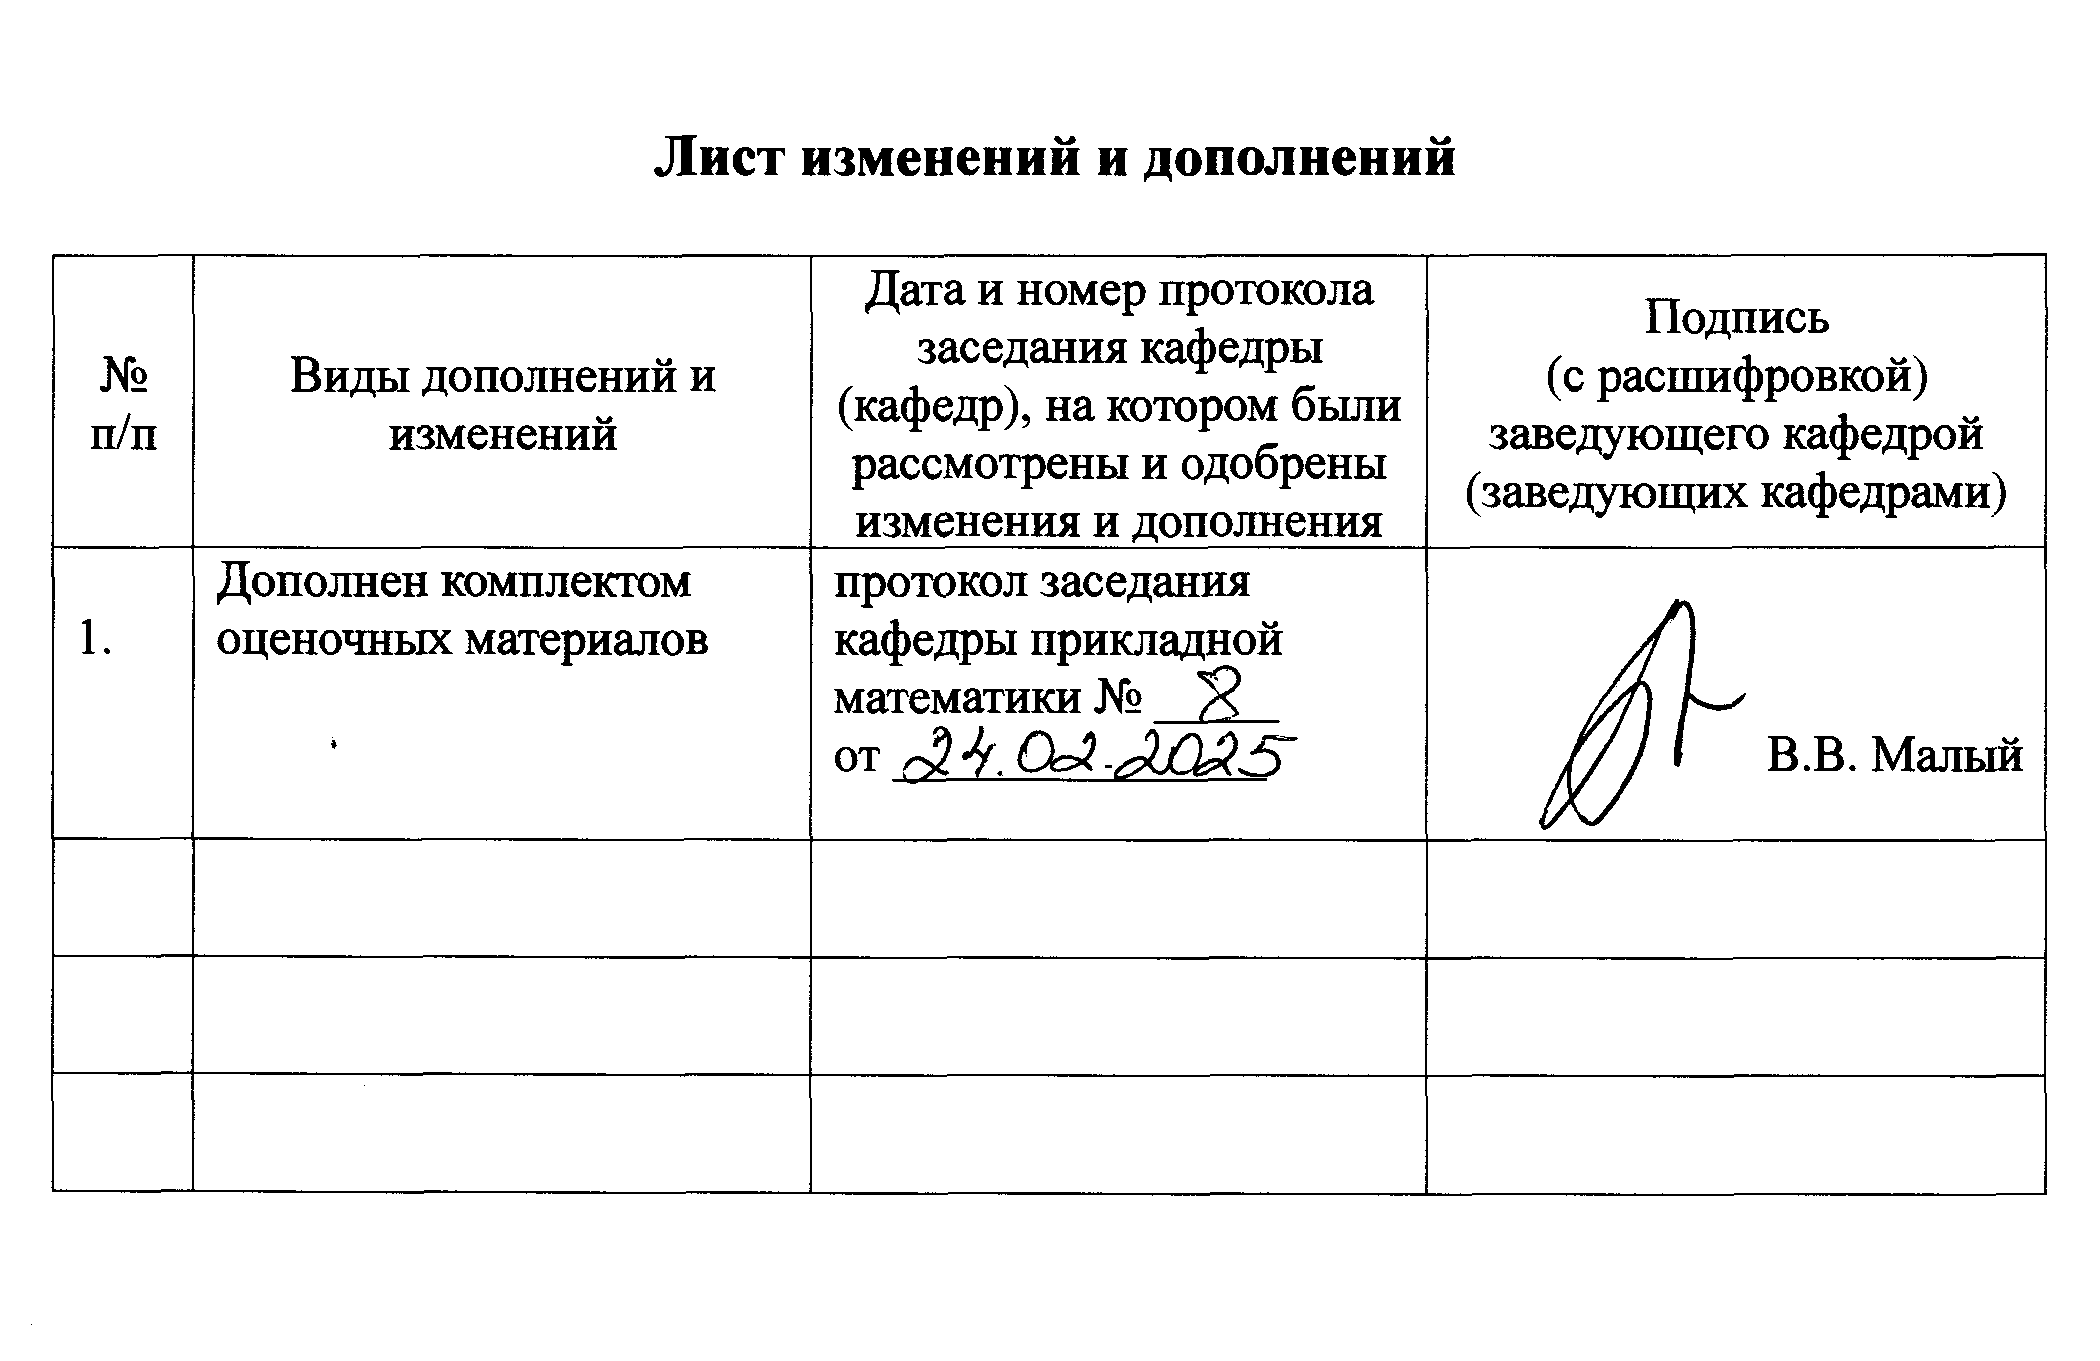 Лист изменений и дополнений
№
п/п
Виды дополнений и
изменений
Дата и номер протокола
заседания кафедры
(кафедр), на котором были
рассмотрены и одобрены
изменения и дополнения
Подпись
(с расшифровкой)
заведующего кафедрой
(заведующих кафедрами)
1.
Дополнен комплектом
оценочных материалов
протокол заседания
кафедры прикладной
математики № 8
от 24.02.2025
В.В. Малый